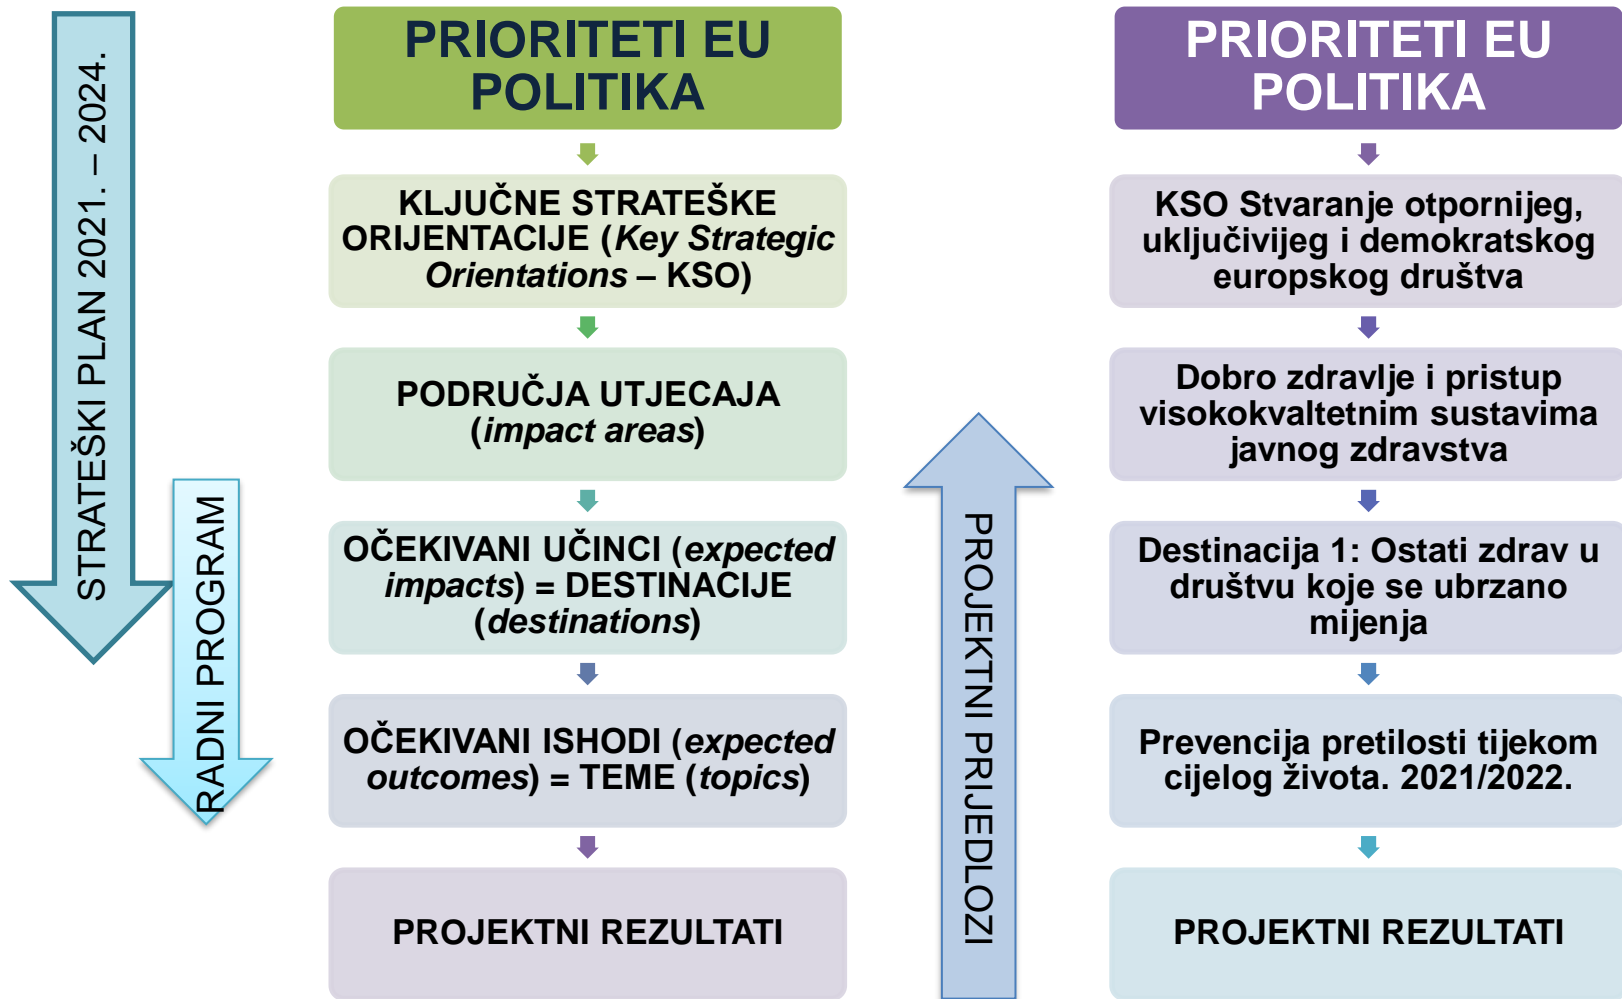 STRATEŠKI PLAN 2021. – 2024.
RADNI PROGRAM
PRIORITETI EU
POLITIKA
KLJUČNE STRATEŠKE
ORIJENTACIJE (Key Strategic
Orientations – KSO)
PODRUČJA UTJECAJA
(impact areas)
OČEKIVANI UČINCI (expected
impacts) = DESTINACIJE
(destinations)
OČEKIVANI ISHODI (expected
outcomes) = TEME (topics)
PROJEKTNI REZULTATI
PROJEKTNI PRIJEDLOZI
PRIORITETI EU
POLITIKA
KSO Stvaranje otpornijeg,
uključivijeg i demokratskog
europskog društva
Dobro zdravlje i pristup
visokokvaltetnim sustavima
javnog zdravstva
Destinacija 1: Ostati zdrav u
društvu koje se ubrzano
mijenja
Prevencija pretilosti tijekom
cijelog života. 2021/2022.
PROJEKTNI REZULTATI